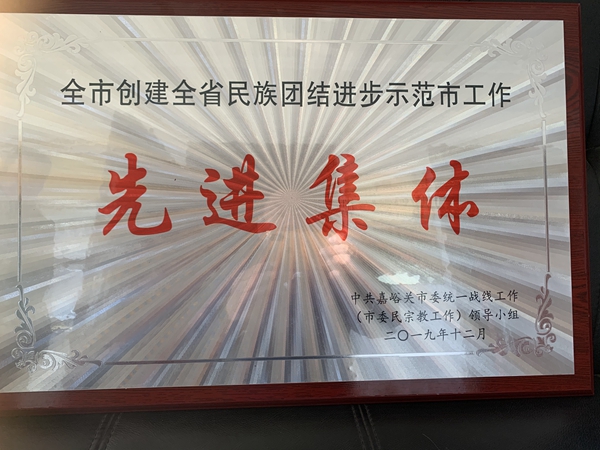 全市创建全省民族团结进步示范市工作
先进集体
中共嘉峪关市委统一战线工作
（市委民宗教工作）领导小组
二〇一九年十二月